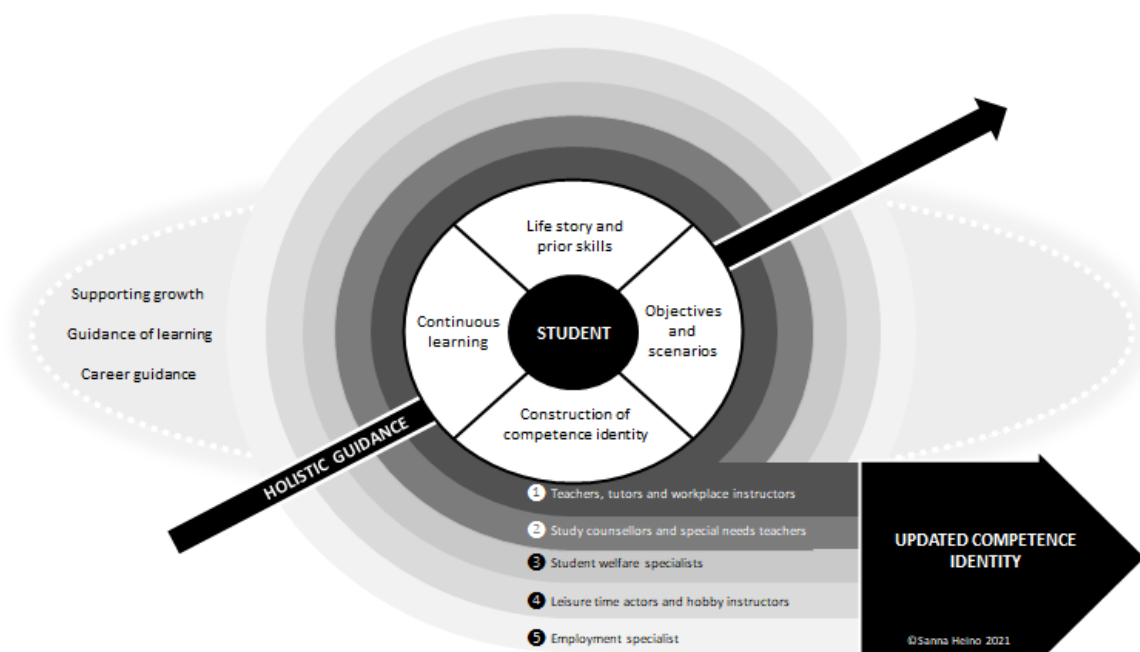 Life story and
prior skills
Supporting growth
Guidance of learning
Career guidance
Continuous
learning
STUDENT
Objectives
and
scenarios
Construction of
competence identity
HOLISTIC GUIDANCE
1 Teachers, tutors and workplace instructors
2 Study counsellors and special needs teachers
3 Student welfare specialists
4 Leisure time actors and hobby instructors
5 Employment specialist
UPDATED COMPETENCE
IDENTITY
©Sanna Heino 2021